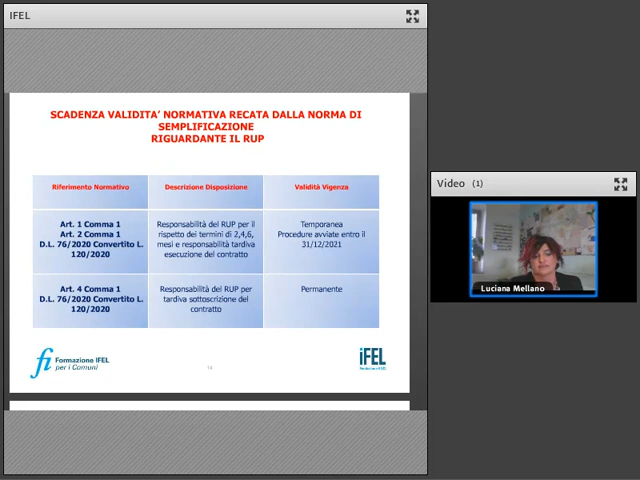 IFEL
SCADENZA VALIDITA' NORMATIVA RECATA DALLA NORMA DI
SEMPLIFICAZIONE
RIGUARDANTE IL RUP
Riferimento Normativo
Descrizione Disposizione
Validità Vigenza
Art. 1 Comma 1
Art. 2 Comma 1
D.L. 76/2020 Convertito L.
120/2020
Responsabilità del RUP per il
rispetto dei termini di 2,4,6,
mesi e responsabilità tardiva
esecuzione del contratto
Temporanea
Procedure avviate entro il
31/12/2021
Art. 4 Comma 1
D.L. 76/2020 Convertito L.
120/2020
Responsabilità del RUP per
tardiva sottoscrizione del
contratto
Permanente
fi Formazione IFEL
per i Comuni
iFEL
Video (1)
Luciana Mellano